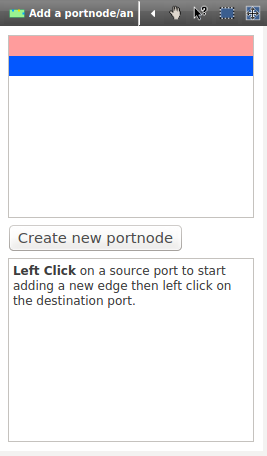 Add a portnode/an
Create new portnode
Left Click on a source port to start
adding a new edge then left click on
the destination port.